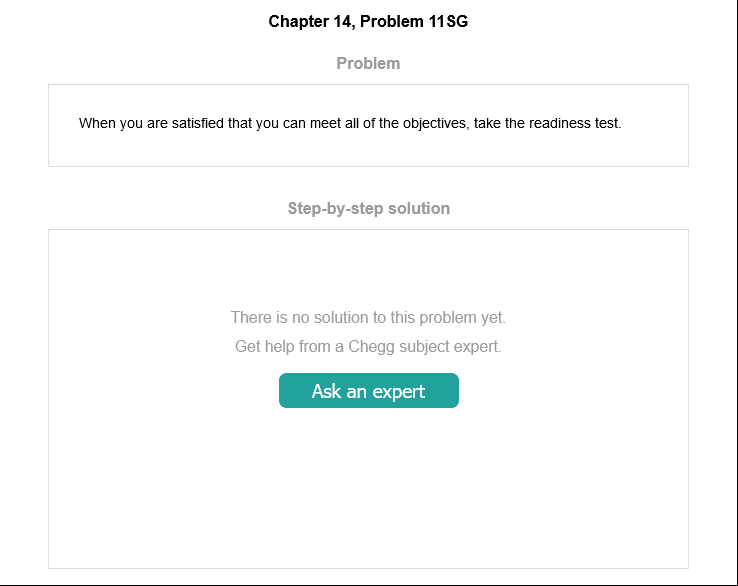 Chapter 14, Problem 11SG
Problem
When you are satisfied that you can meet all of the objectives, take the readiness test.
Step-by-step solution
There is no solution to this problem yet.
Get help from a Chegg subject expert.
Ask an expert